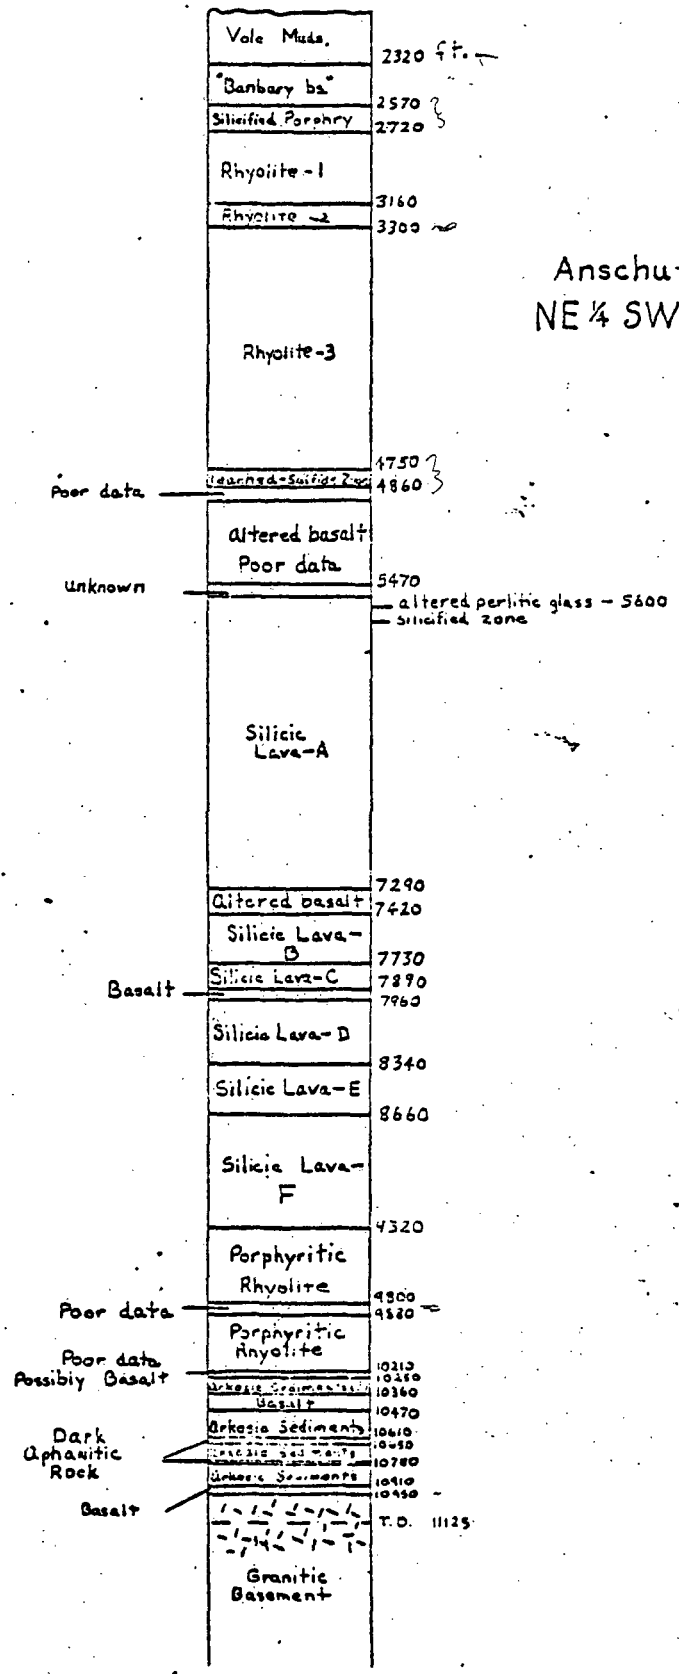 Vole Muds.
2320 ft.
"Banbary bs"
2570
Silicified Porphry
2720
Rhyolite-1
3160
Rhyolite-2
3300
Anschu
NE ¼ SW
Rhyolite-3
4750
Leached-Sulfide Zone
4860
Poor data
altered basalt
Poor data
5470
Unknown
altered perlitic glass - 5600
silicified zone
Silicic
Lava-A
7290
altered basalt
7420
Silicic Lava-
B
7730
Silicic Lava-C
7890
Basalt
7960
Silicic Lava-D
8340
Silicic Lava-E
8660
Silicic Lava-
F
9320
Porphyritic
Rhyolite
9800
Poor data
9880
Porphyritic
Rhyolite
10210
Poor data
Possibly Basalt
10250
Arkosic Sediments
10360
Basalt
10470
Arkosic Sediments
10610
Dark
aphanitic
Rock
Arkosic Sediments
10780
Arkosic Sediments
10910
10950
Basalt
T.D. 11125
Granitic
Basement